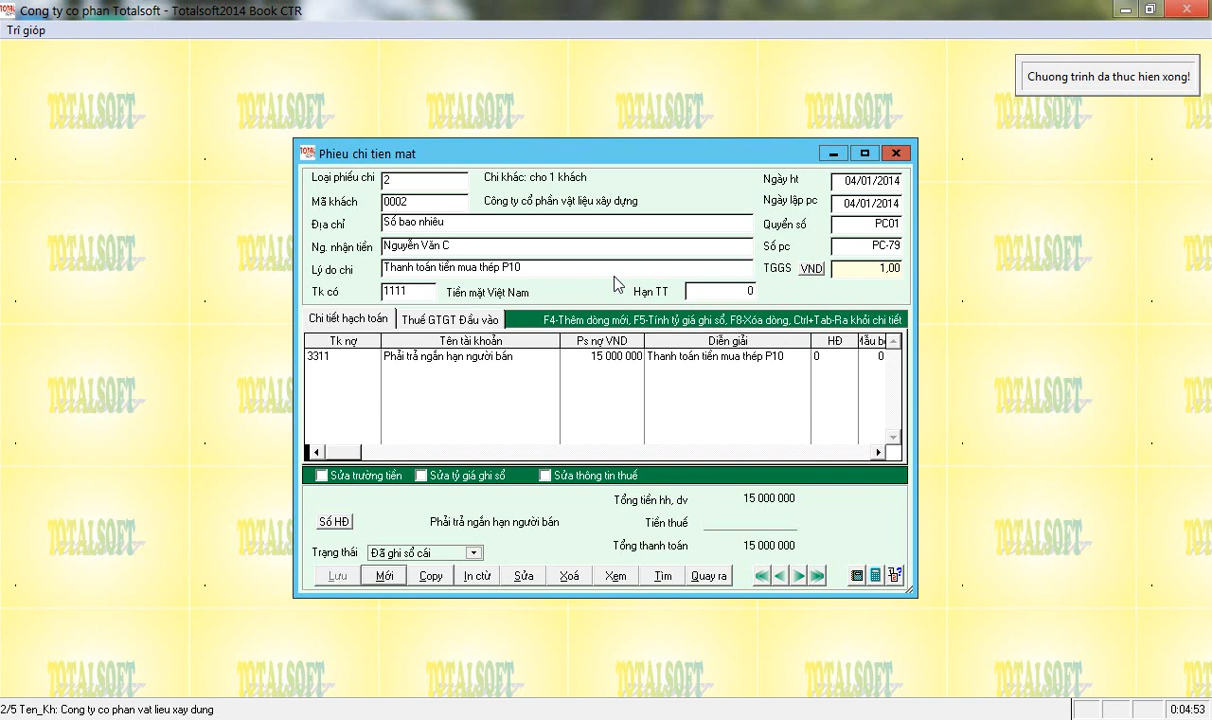 Cong ty co phan Totalsoft - Totalsoft2014 Book CTR
Trî gióp
Chuong trinh da thuc hien xong!
TOTALSOFT
Phieu chi tien mat
Loại phiếu chi 2 Chi khác: cho 1 khách Ngày ht 04/01/2014
Mã khách 0002 Công ty cổ phần vật liệu xây dựng Ngày lập pc 04/01/2014
Địa chỉ Số bao nhiêu Quyển số PC01
Ng. nhận tiền Nguyễn Văn C Số pc PC-79
Lý do chi Thanh toán tiền mua thép P10 TGGS VND 1,00
Tk có 1111 Tiền mặt Việt Nam Hạn TT 0
Chi tiết hạch toán Thuế GTGT Đầu vào F4-Thêm dòng mới, F5-Tính tỷ giá ghi sổ, F8-Xóa dòng, Ctrl+Tab-Ra khỏi chi tiết
Tk nợ Tên tài khoản Ps nợ VND Diễn giải HĐ
3311 Phải trả ngắn hạn người bán 15 000 000 Thanh toán tiền mua thép P10 0 0
Sửa trường tiền Sửa tỷ giá ghi sổ Sửa thông tin thuế
Tổng tiền hh, dv 15 000 000
Số HĐ Phải trả ngắn hạn người bán Tiền thuế
Trạng thái Đã ghi sổ cái Tổng thanh toán 15 000 000
Lưu Mới Copy In ctừ Sửa Xoá Xem Tìm Quay ra
2/5 Ten_Kh: Cong ty co phan vat lieu xay dung 0:04:53